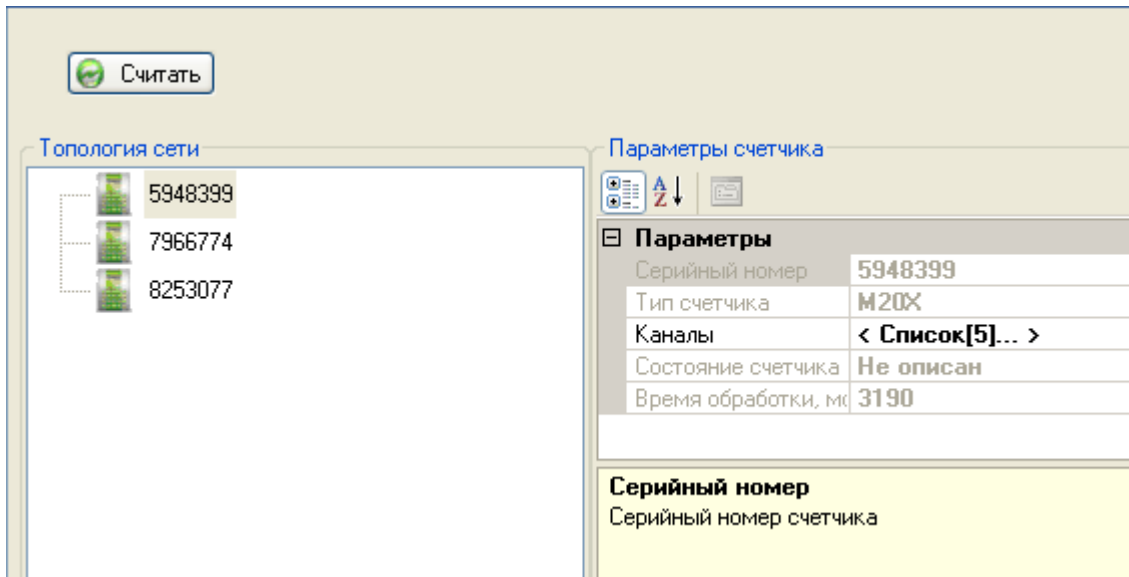 Считать
Топология сети
5948399
7966774
8253077
Параметры счетчика
Параметры
Серийный номер 5948399
Тип счетчика M20X
Каналы < Список[5]... >
Состояние счетчика Не описан
Время обработки, мс 3190
Серийный номер
Серийный номер счетчика